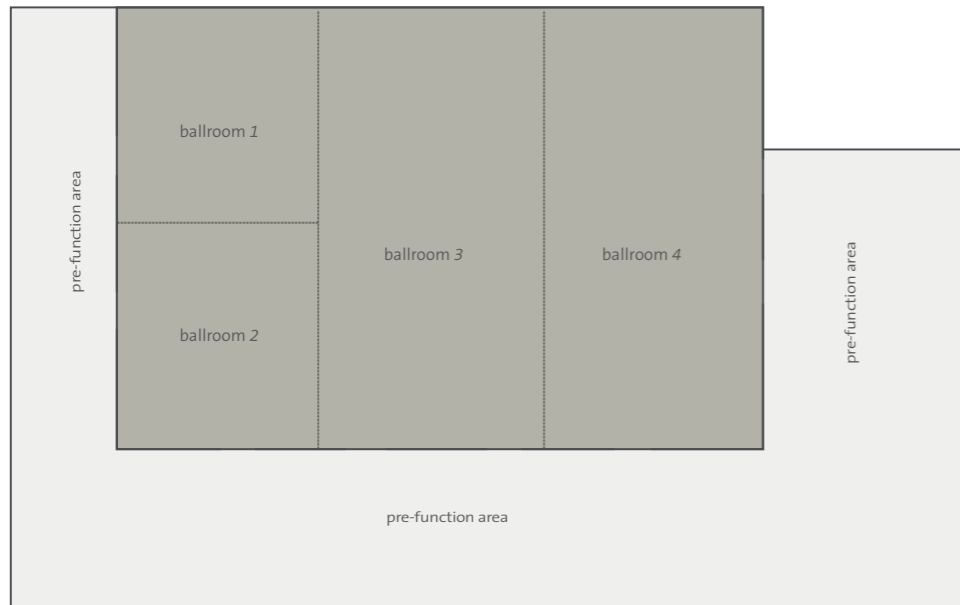 ballroom 1
pre-function area
ballroom 3
ballroom 4
pre-function area
ballroom 2
pre-function area